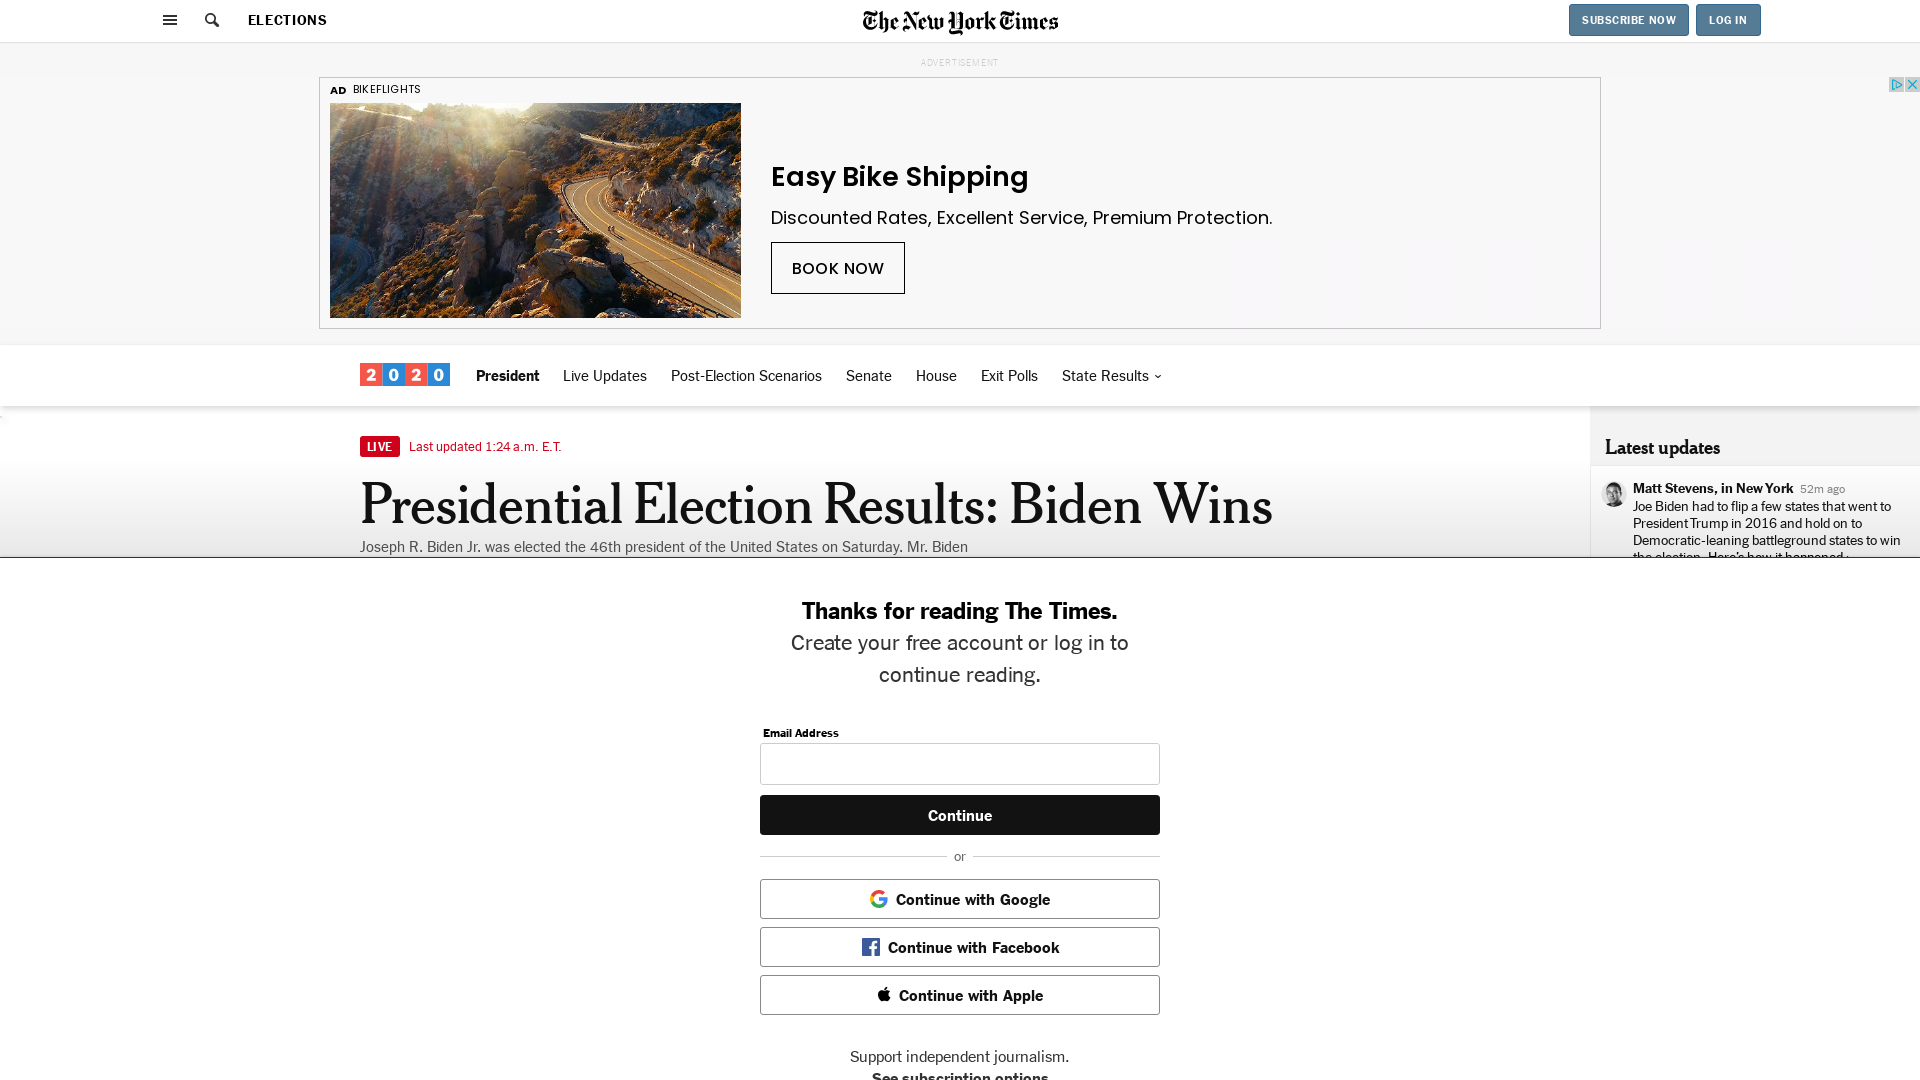 ELECTIONS
The New York Times
SUBSCRIBE NOW
LOG IN
ADVERTISEMENT
AD BIKEFLIGHTS
Easy Bike Shipping
Discounted Rates, Excellent Service, Premium Protection.
BOOK NOW
2020 President Live Updates Post-Election Scenarios Senate House Exit Polls State Results
LIVE Last updated 1:24 a.m. E.T.
Presidential Election Results: Biden Wins
Joseph R. Biden Jr. was elected the 46th president of the United States on Saturday. Mr. Biden
Latest updates
Matt Stevens, in New York 52m ago
Joe Biden had to flip a few states that went to
President Trump in 2016 and hold on to
Democratic-leaning battleground states to win
the election. Here's how it happened ›
Thanks for reading The Times.
Create your free account or log in to
continue reading.
Email Address
Continue
or
Continue with Google
Continue with Facebook
Continue with Apple
Support independent journalism.
See subscription options